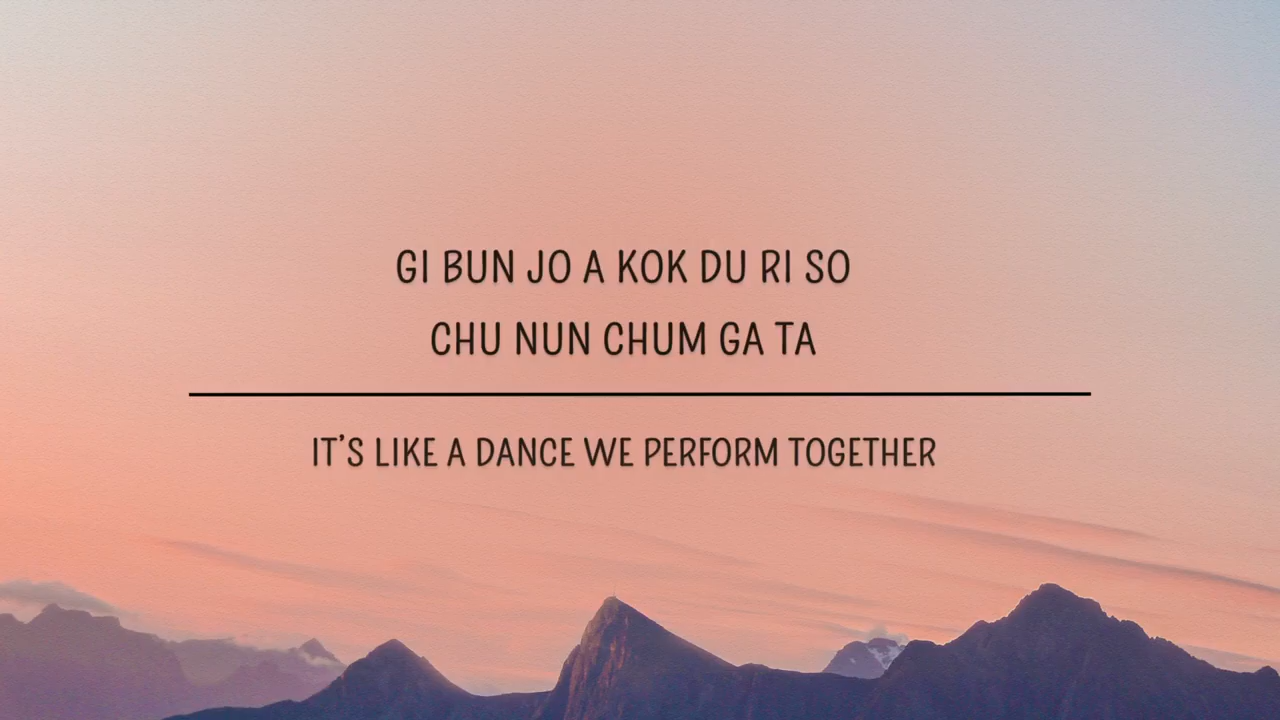 GI BUN JO A KOK DU RI SO
CHU NUN CHUM GA TA
IT'S LIKE A DANCE WE PERFORM TOGETHER